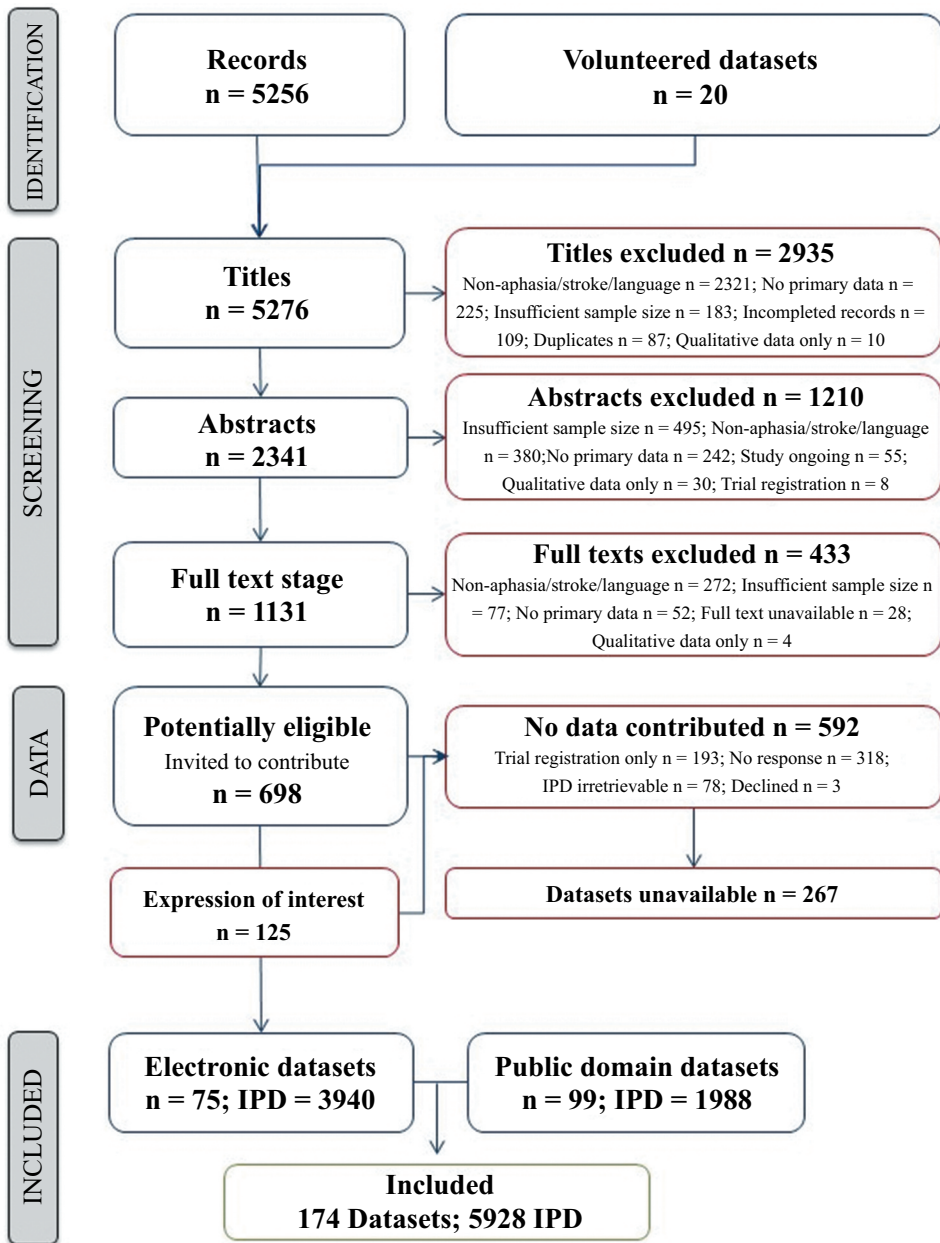 IDENTIFICATION
Records
n = 5256
Volunteered datasets
n = 20
SCREENING
Titles
n = 5276
Titles excluded n = 2935
Non-aphasia/stroke/language n = 2321; No primary data n =
225; Insufficient sample size n = 183; Incompleted records n =
109; Duplicates n = 87; Qualitative data only n = 10
Abstracts
n = 2341
Abstracts excluded n = 1210
Insufficient sample size n = 495; Non-aphasia/stroke/language
n = 380;No primary data n = 242; Study ongoing n = 55;
Qualitative data only n = 30; Trial registration n = 8
Full text stage
n = 1131
Full texts excluded n = 433
Non-aphasia/stroke/language n = 272; Insufficient sample size n
= 77; No primary data n = 52; Full text unavailable n = 28;
Qualitative data only n = 4
DATA
Potentially eligible
Invited to contribute
n = 698
No data contributed n = 592
Trial registration only n = 193; No response n = 318;
IPD irretrievable n = 78; Declined n = 3
Expression of interest
n = 125
Datasets unavailable n = 267
INCLUDED
Electronic datasets
n = 75; IPD = 3940
Public domain datasets
n = 99; IPD = 1988
Included
174 Datasets; 5928 IPD